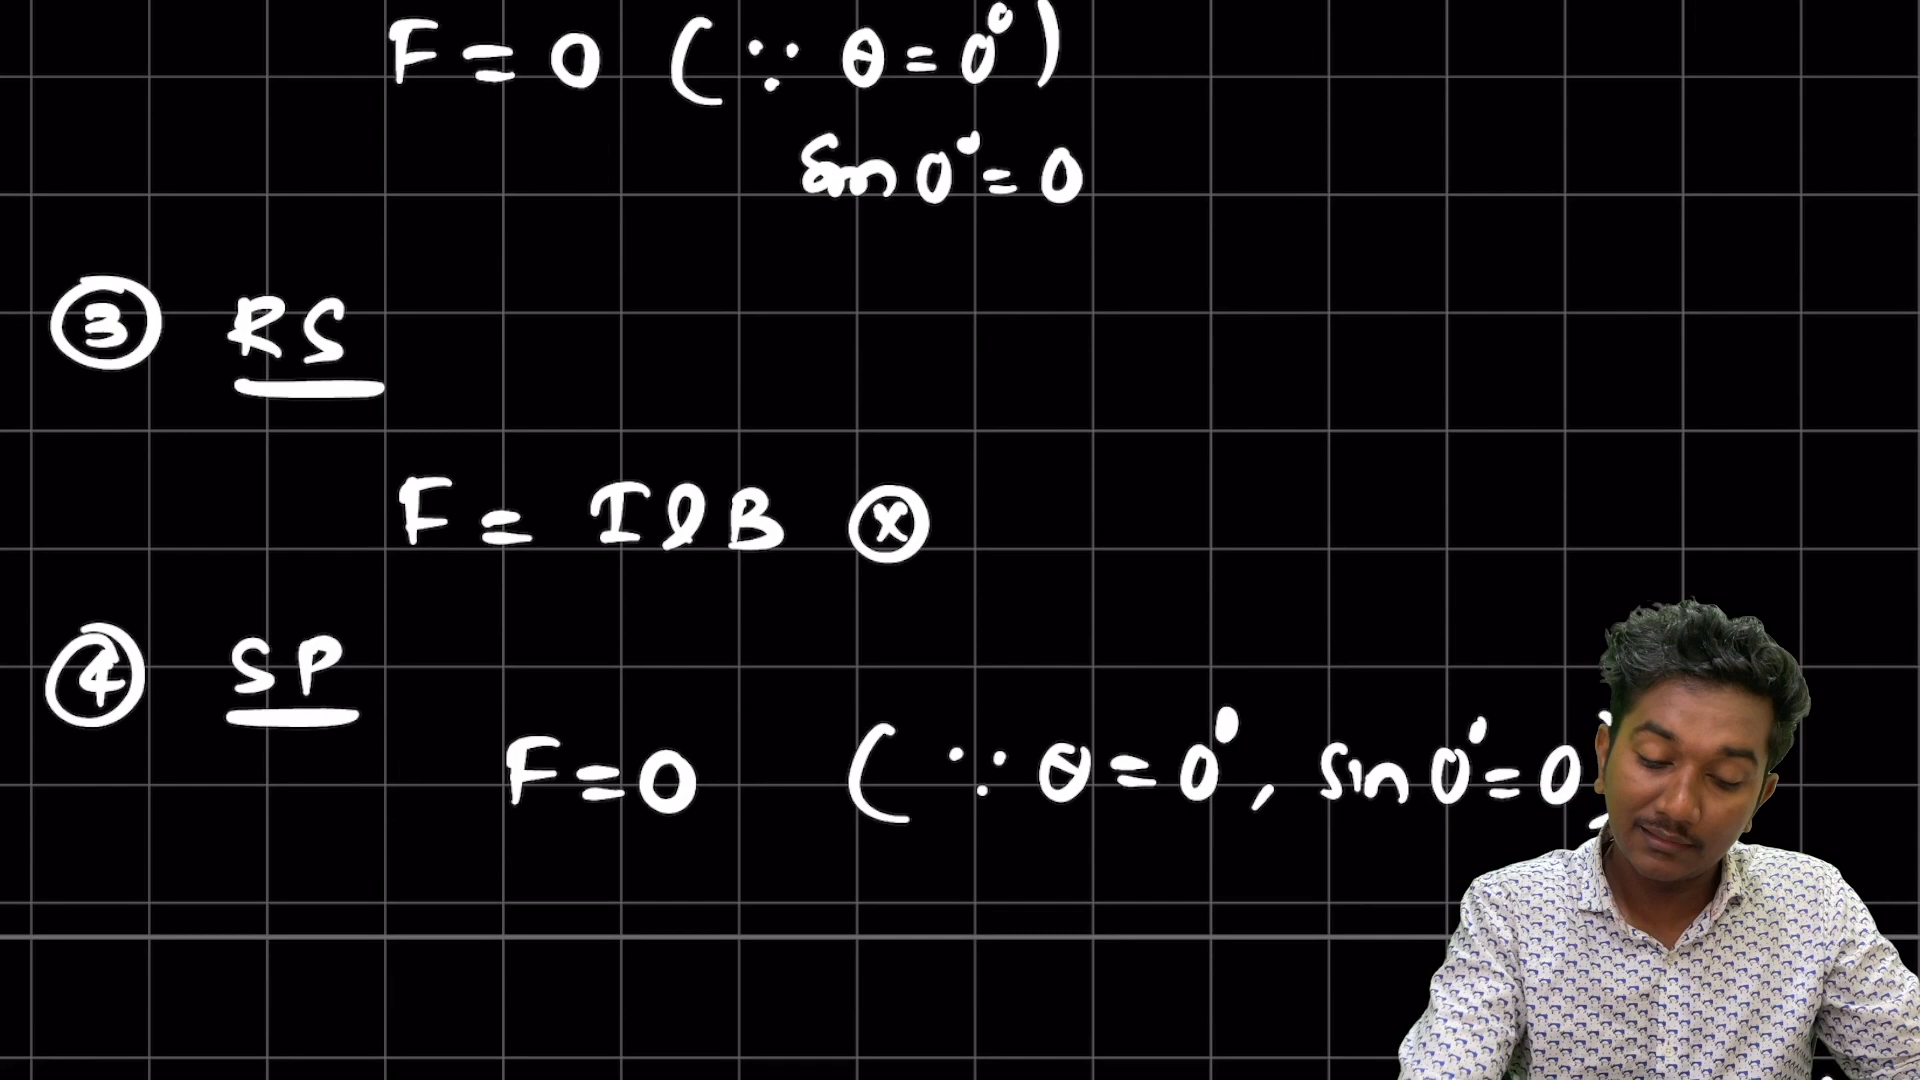 F = 0 (∵ θ = 0°)
Sin 0° = 0
③ RS
F = IlB ⊗
④ SP
F = 0 (∵ θ = 0°, sin 0° = 0)